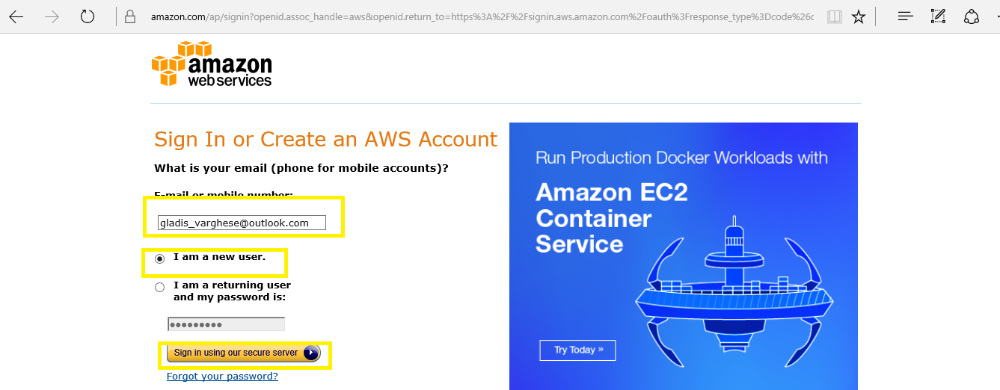 amazon.com/ap/signin?openid.assoc_handle=aws&openid.return_to=https%3A%2F%2Fsignin.aws.amazon.com%2Foauth%3Fresponse_type%3Dcode%26c
amazon
web services
Sign In or Create an AWS Account
What is your email (phone for mobile accounts)?
E-mail or mobile number:
gladis_varghese@outlook.com
I am a new user.
I am a returning user
and my password is:
•••••••••
Sign in using our secure server
Forgot your password?
Run Production Docker Workloads with
Amazon EC2
Container
Service
Try Today »